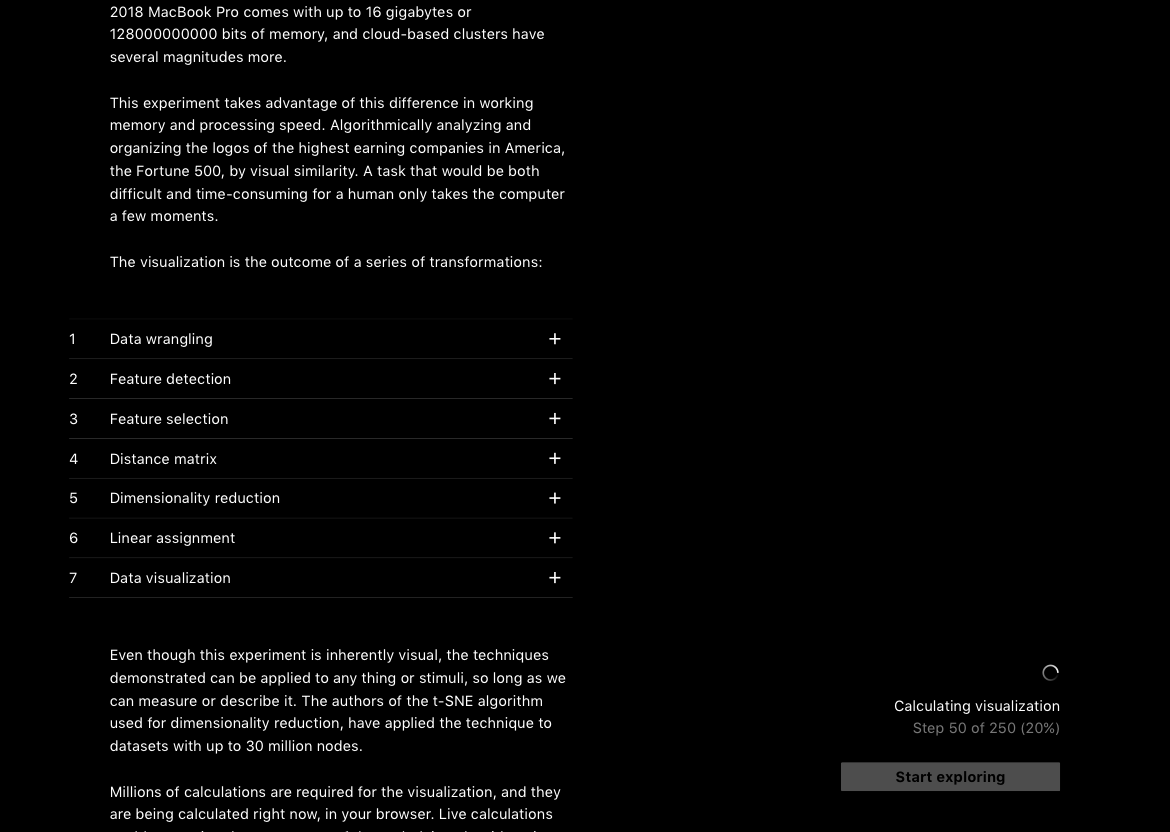 2018 MacBook Pro comes with up to 16 gigabytes or
128000000000 bits of memory, and cloud-based clusters have
several magnitudes more.
This experiment takes advantage of this difference in working
memory and processing speed. Algorithmically analyzing and
organizing the logos of the highest earning companies in America,
the Fortune 500, by visual similarity. A task that would be both
difficult and time-consuming for a human only takes the computer
a few moments.
The visualization is the outcome of a series of transformations:
1 Data wrangling +
2 Feature detection +
3 Feature selection +
4 Distance matrix +
5 Dimensionality reduction +
6 Linear assignment +
7 Data visualization +
Even though this experiment is inherently visual, the techniques
demonstrated can be applied to any thing or stimuli, so long as we
can measure or describe it. The authors of the t-SNE algorithm
used for dimensionality reduction, have applied the technique to
datasets with up to 30 million nodes.
Millions of calculations are required for the visualization, and they
are being calculated right now, in your browser. Live calculations
Calculating visualization
Step 50 of 250 (20%)
Start exploring